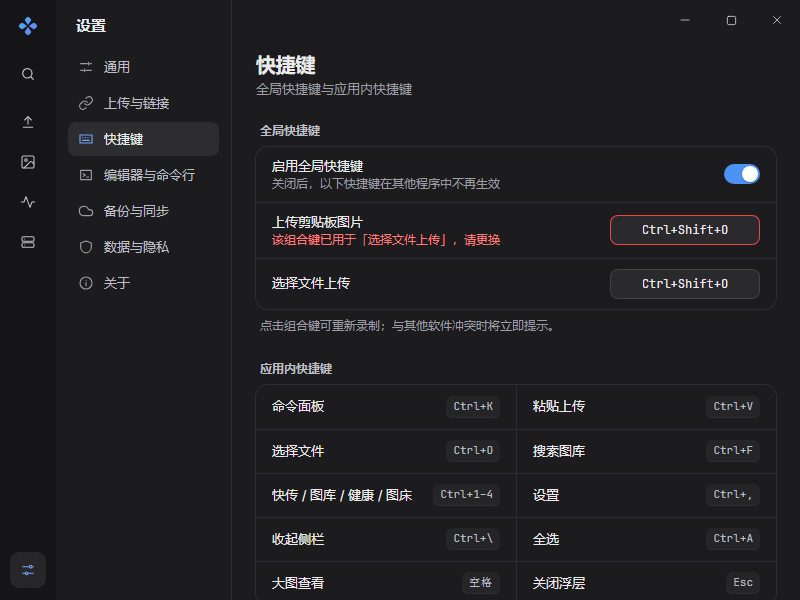 设置
通用
上传与链接
快捷键
编辑器与命令行
备份与同步
数据与隐私
关于
快捷键
全局快捷键与应用内快捷键
全局快捷键
启用全局快捷键
关闭后，以下快捷键在其他程序中不再生效
上传剪贴板图片
该组合键已用于「选择文件上传」，请更换
Ctrl+Shift+O
选择文件上传
Ctrl+Shift+O
点击组合键可重新录制；与其他软件冲突时将立即提示。
应用内快捷键
命令面板 Ctrl+K
粘贴上传 Ctrl+V
选择文件 Ctrl+O
搜索图库 Ctrl+F
快传 / 图库 / 健康 / 图床 Ctrl+1-4
设置 Ctrl+,
收起侧栏 Ctrl+\
全选 Ctrl+A
大图查看 空格
关闭浮层 Esc